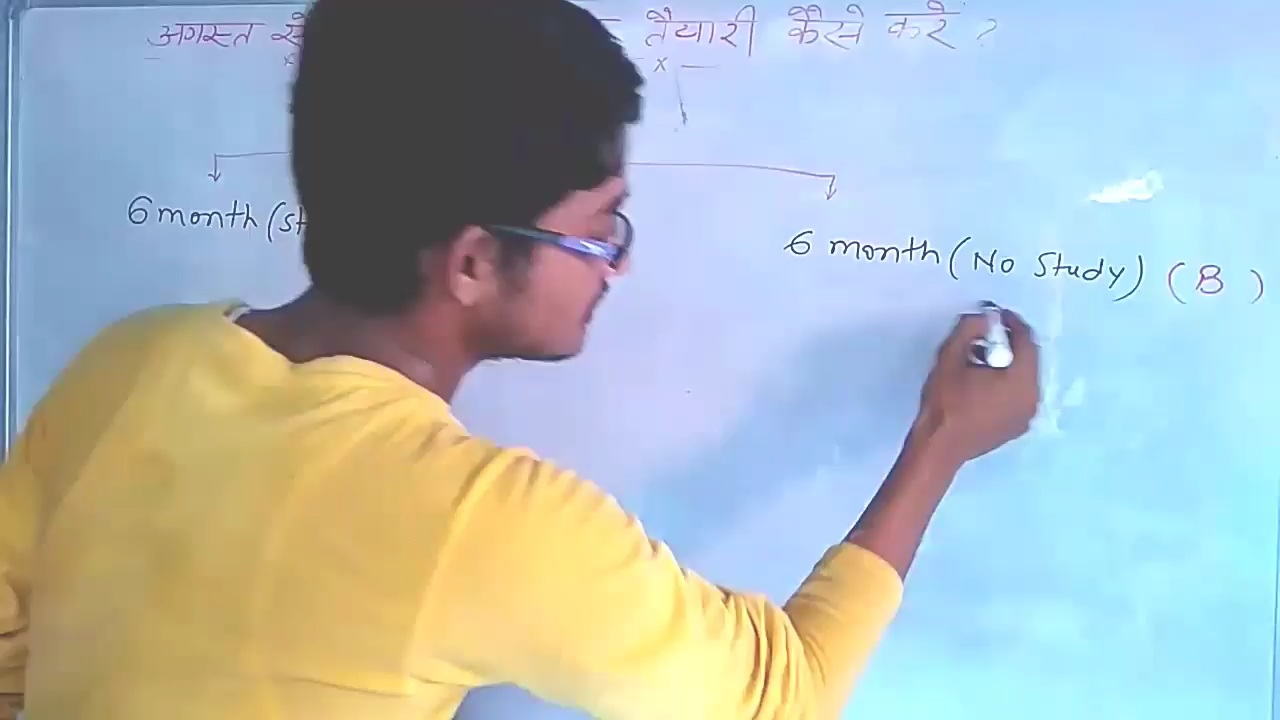 अगस्त से तैयारी कैसे करे ?
x x
6 month (st
6 month (No Study) (B)